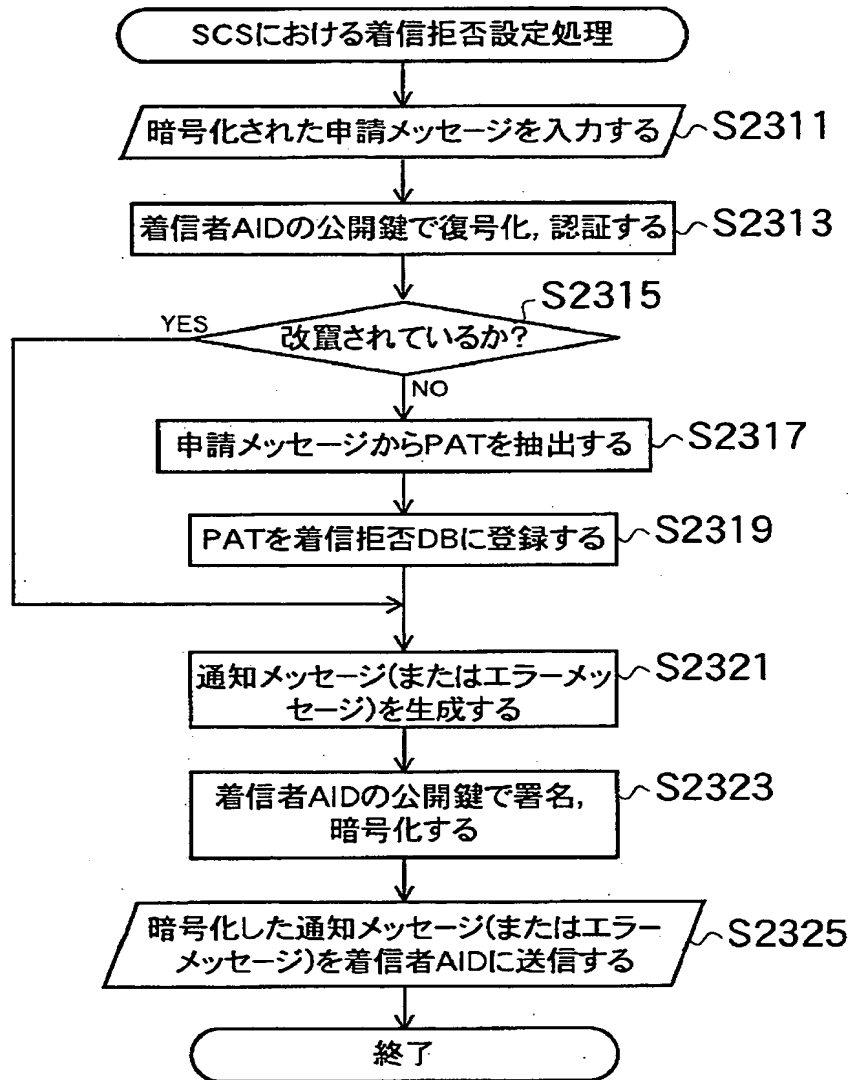 SCSにおける着信拒否設定処理
暗号化された申請メッセージを入力する
S2311
着信者AIDの公開鍵で復号化, 認証する
S2313
S2315
YES
改竄されているか?
NO
申請メッセージからPATを抽出する
S2317
PATを着信拒否DBに登録する
S2319
通知メッセージ(またはエラーメッ
セージ)を生成する
S2321
着信者AIDの公開鍵で署名,
暗号化する
S2323
暗号化した通知メッセージ(またはエラー
メッセージ)を着信者AIDに送信する
S2325
終了